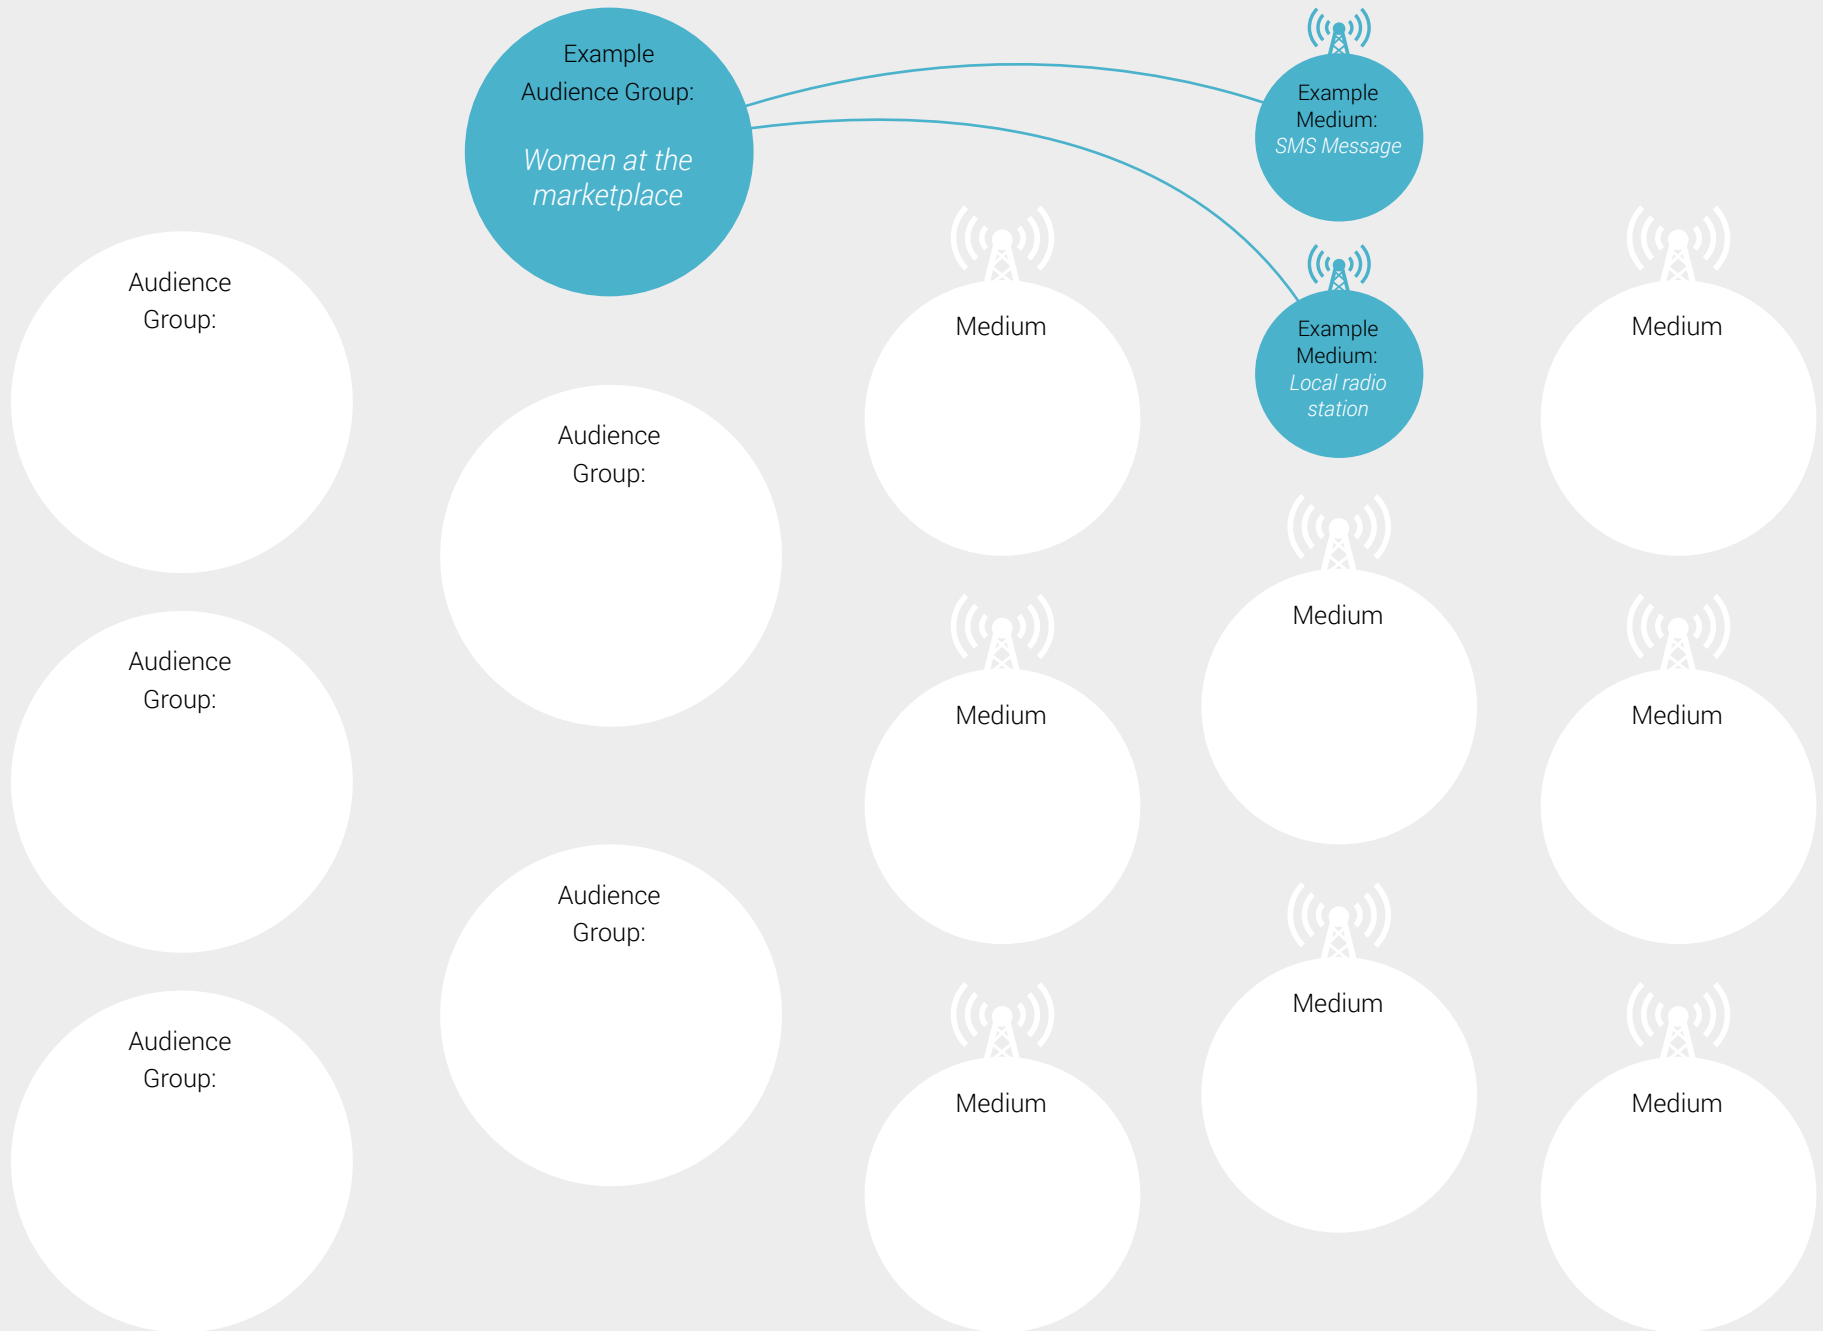 Example
Audience Group:
Women at the
marketplace
Example
Medium:
SMS Message
Example
Medium:
Local radio
station
Audience
Group:
Audience
Group:
Audience
Group:
Audience
Group:
Audience
Group:
Medium
Medium
Medium
Medium
Medium
Medium
Medium
Medium